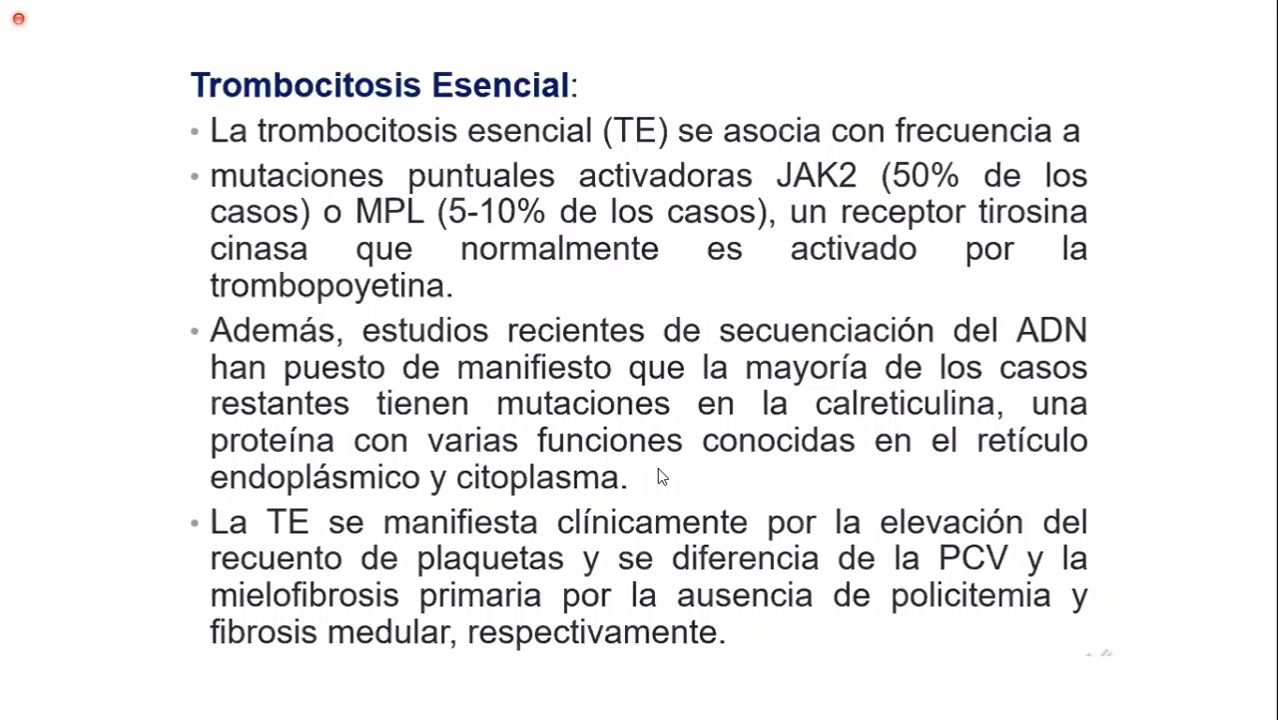 Trombocitosis Esencial:
• La trombocitosis esencial (TE) se asocia con frecuencia a
• mutaciones puntuales activadoras JAK2 (50% de los
casos) o MPL (5-10% de los casos), un receptor tirosina
cinasa que normalmente es activado por la
trombopoyetina.
• Además, estudios recientes de secuenciación del ADN
han puesto de manifiesto que la mayoría de los casos
restantes tienen mutaciones en la calreticulina, una
proteína con varias funciones conocidas en el retículo
endoplásmico y citoplasma.
• La TE se manifiesta clínicamente por la elevación del
recuento de plaquetas y se diferencia de la PCV y la
mielofibrosis primaria por la ausencia de policitemia y
fibrosis medular, respectivamente.